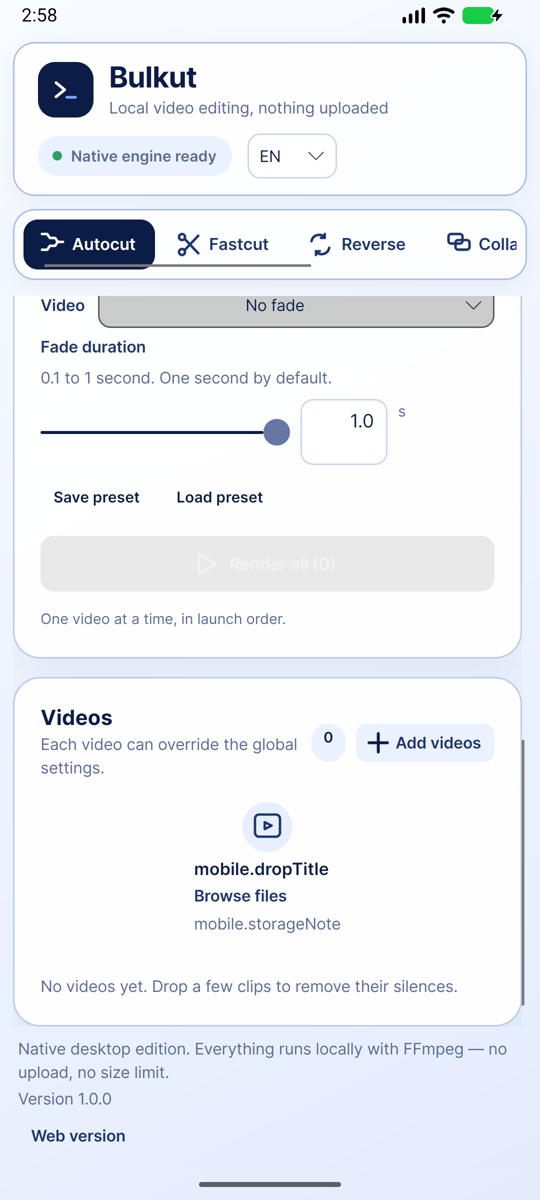 2:58
Bulkut
Local video editing, nothing uploaded
Native engine ready
EN
Autocut
Fastcut
Reverse
Colla
Video
No fade
Fade duration
0.1 to 1 second. One second by default.
1.0
s
Save preset
Load preset
Render all (0)
One video at a time, in launch order.
Videos
Each video can override the global
settings.
0
Add videos
mobile.dropTitle
Browse files
mobile.storageNote
No videos yet. Drop a few clips to remove their silences.
Native desktop edition. Everything runs locally with FFmpeg — no
upload, no size limit.
Version 1.0.0
Web version